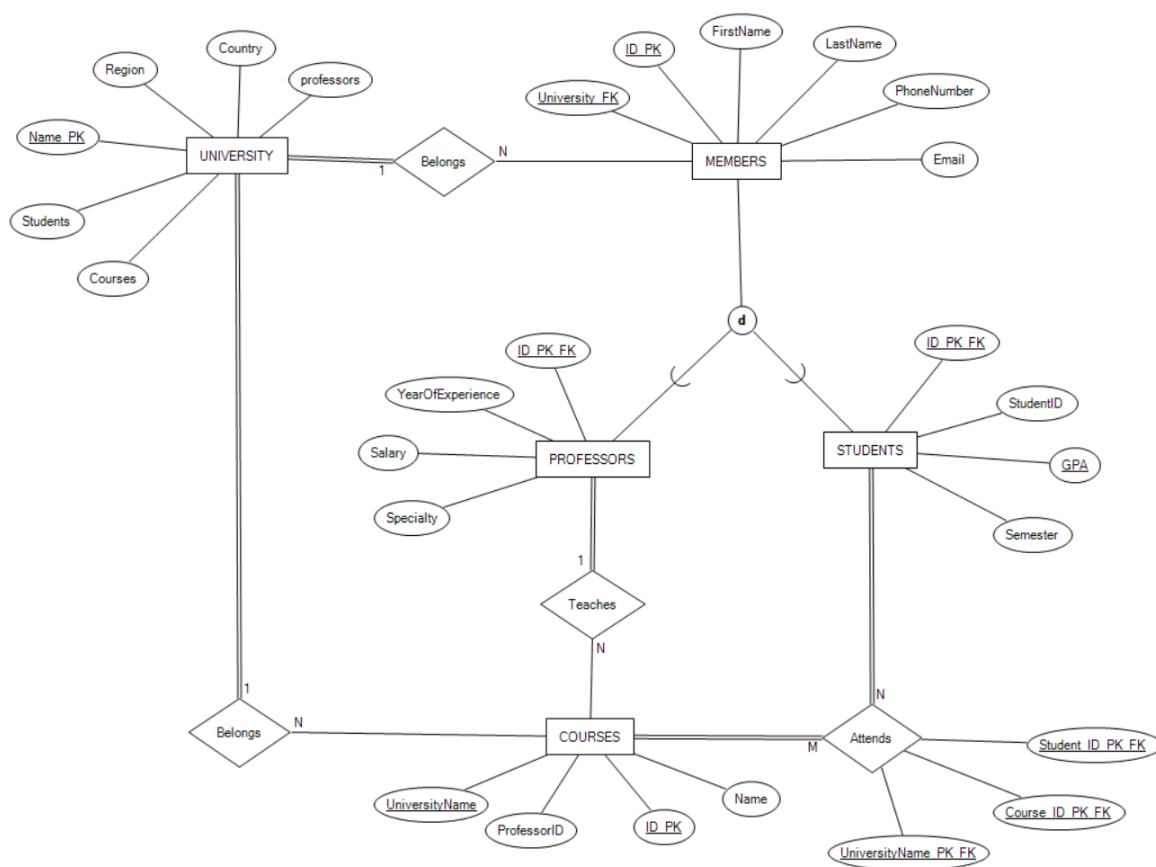 Country
FirstName
ID_PK
LastName
Region
professors
PhoneNumber
University_FK
Name_PK
UNIVERSITY
Belongs
MEMBERS
Email
1
N
Students
Courses
d
ID_PK_FK
ID_PK_FK
YearOfExperience
StudentID
Salary
PROFESSORS
STUDENTS
GPA
Specialty
Semester
1
Teaches
N
1
N
Belongs
N
COURSES
M
Attends
Student_ID_PK_FK
UniversityName
ProfessorID
ID_PK
Name
Course_ID_PK_FK
UniversityName_PK_FK